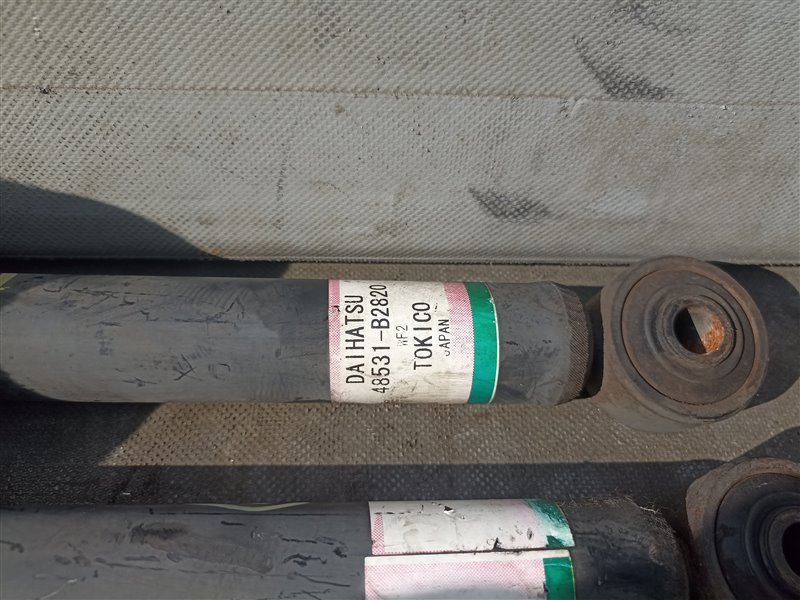 DAIHATSU
48531-B2820
WF2
TOKICO
JAPAN